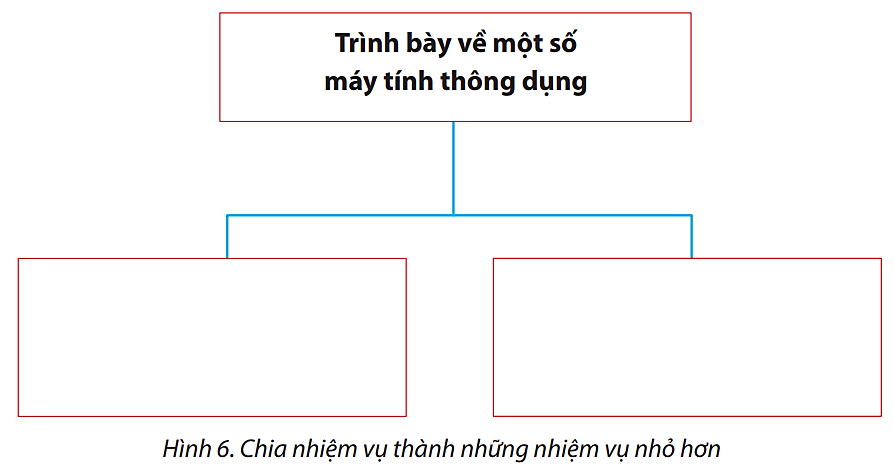 Trình bày về một số
máy tính thông dụng
Hình 6. Chia nhiệm vụ thành những nhiệm vụ nhỏ hơn